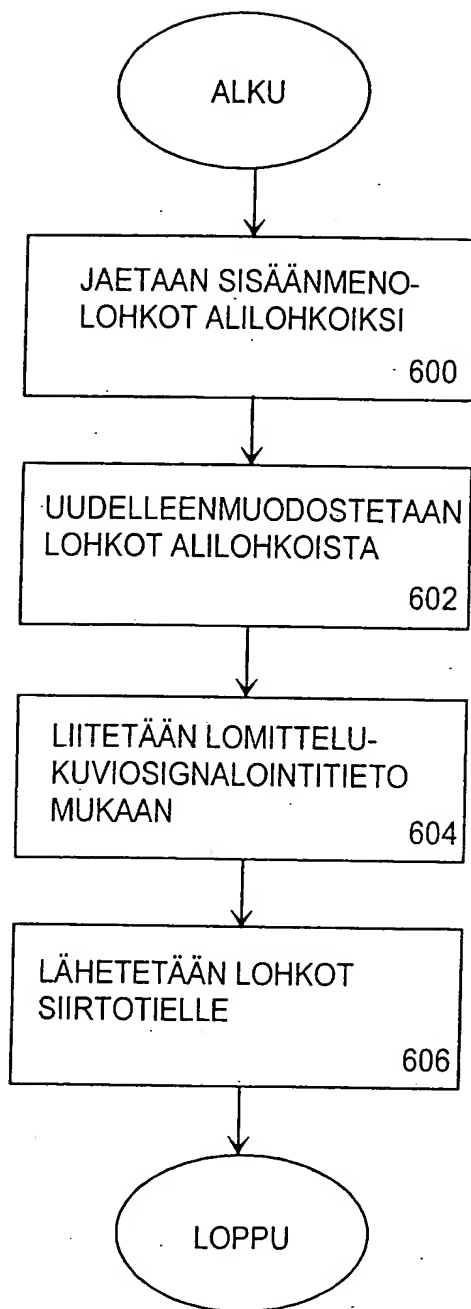 ALKU
JAETAAN SISÄÄNMENO-
LOHKOT ALILOHKOIKSI
600
UUDELLEENMUODOSTETAAN
LOHKOT ALILOHKOISTA
602
LIITETÄÄN LOMITTELU-
KUVIOSIGNALOINTITIETO
MUKAAN
604
LÄHETETÄÄN LOHKOT
SIIRTOTIELLE
606
LOPPU